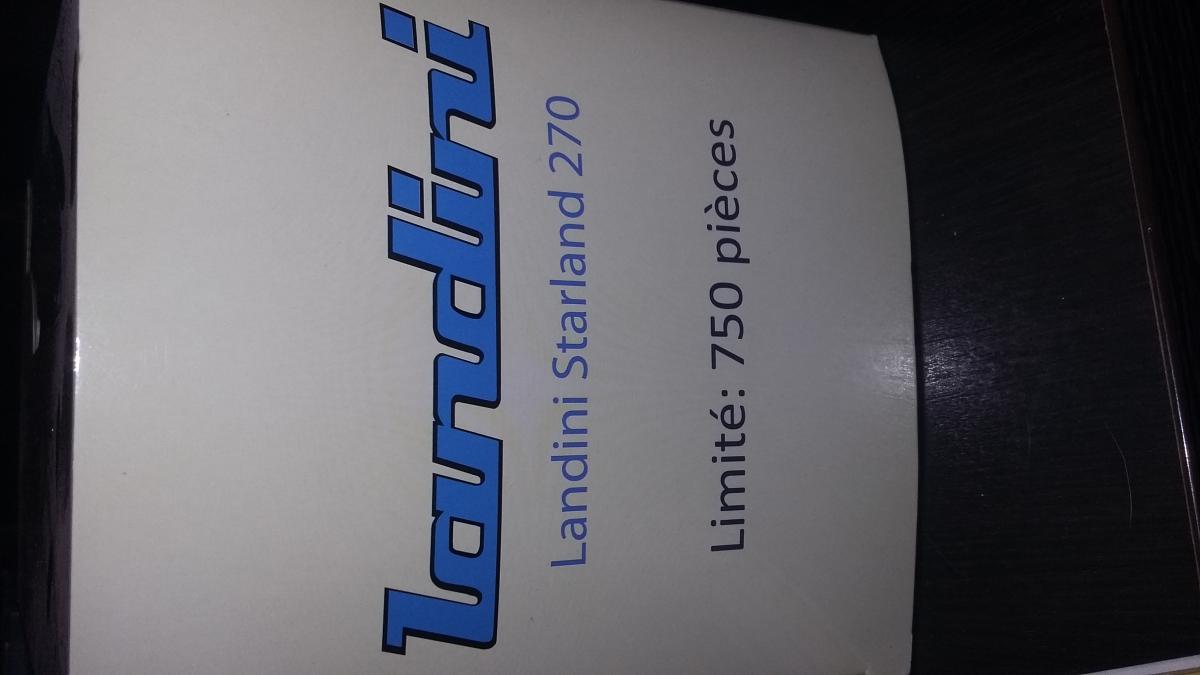 Landini
Landini Starland 270
Limité: 750 pièces